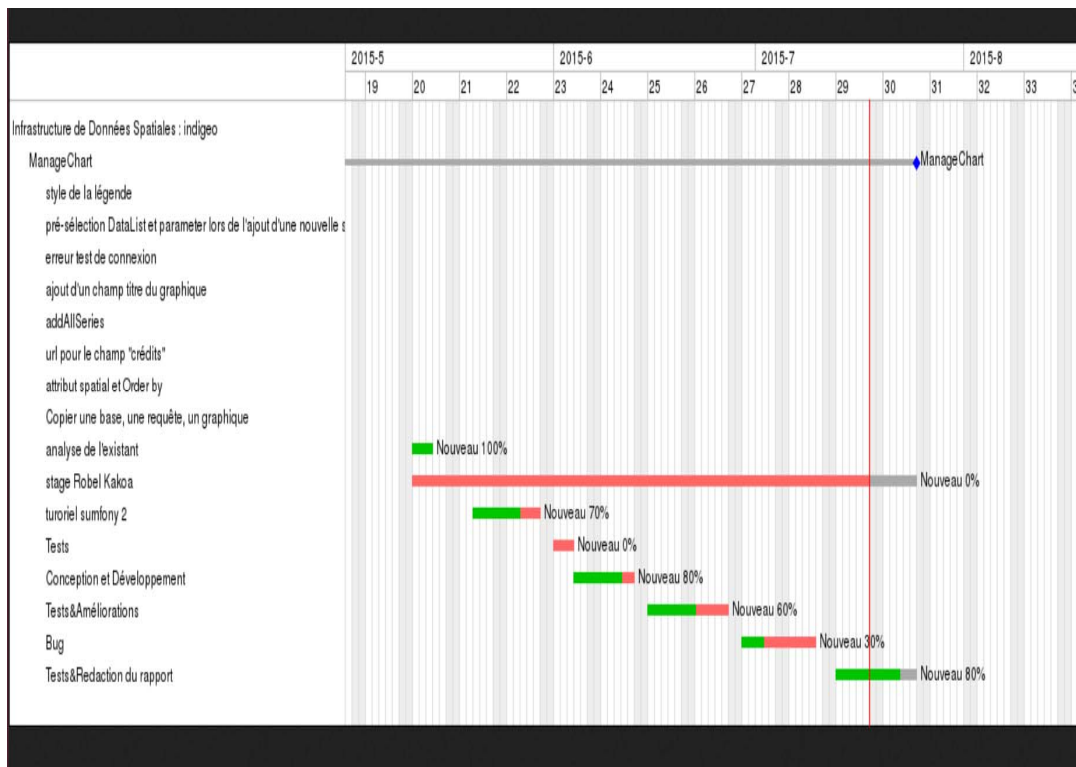 2015-5 2015-6 2015-7 2015-8
19 20 21 22 23 24 25 26 27 28 29 30 31 32 33
Infrastructure de Données Spatiales : indigeo
ManageChart ManageChart
style de la légende
pré-sélection DataList et parameter lors de l'ajout d'une nouvelle s
erreur test de connexion
ajout d'un champ titre du graphique
addAllSeries
url pour le champ "crédits"
attribut spatial et Order by
Copier une base, une requête, un graphique
analyse de l'existant Nouveau 100%
stage Robel Kakoa Nouveau 0%
turoriel sumfony 2 Nouveau 70%
Tests Nouveau 0%
Conception et Développement Nouveau 80%
Tests&Améliorations Nouveau 60%
Bug Nouveau 30%
Tests&Redaction du rapport Nouveau 80%